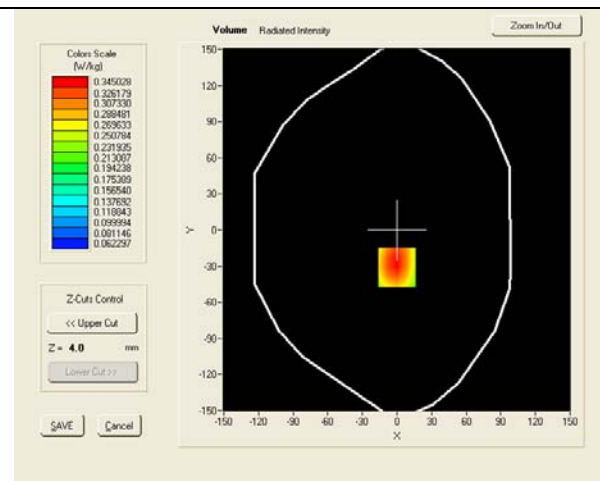 Volume Radiated Intensity
Zoom In/Out
Colors Scale
(W/kg)
0.345028
0.326179
0.307330
0.288481
0.269633
0.250784
0.231935
0.213087
0.194238
0.175389
0.156540
0.137692
0.118843
0.099994
0.081146
0.062297
Z-Cuts Control
<< Upper Cut
Z = 4.0 mm
Lower Cut >>
SAVE Cancel
150
120
90
60
30
0
-30
-60
-90
-120
-150
Y
-150 -120 -90 -60 -30 0 30 60 90 120 150
X